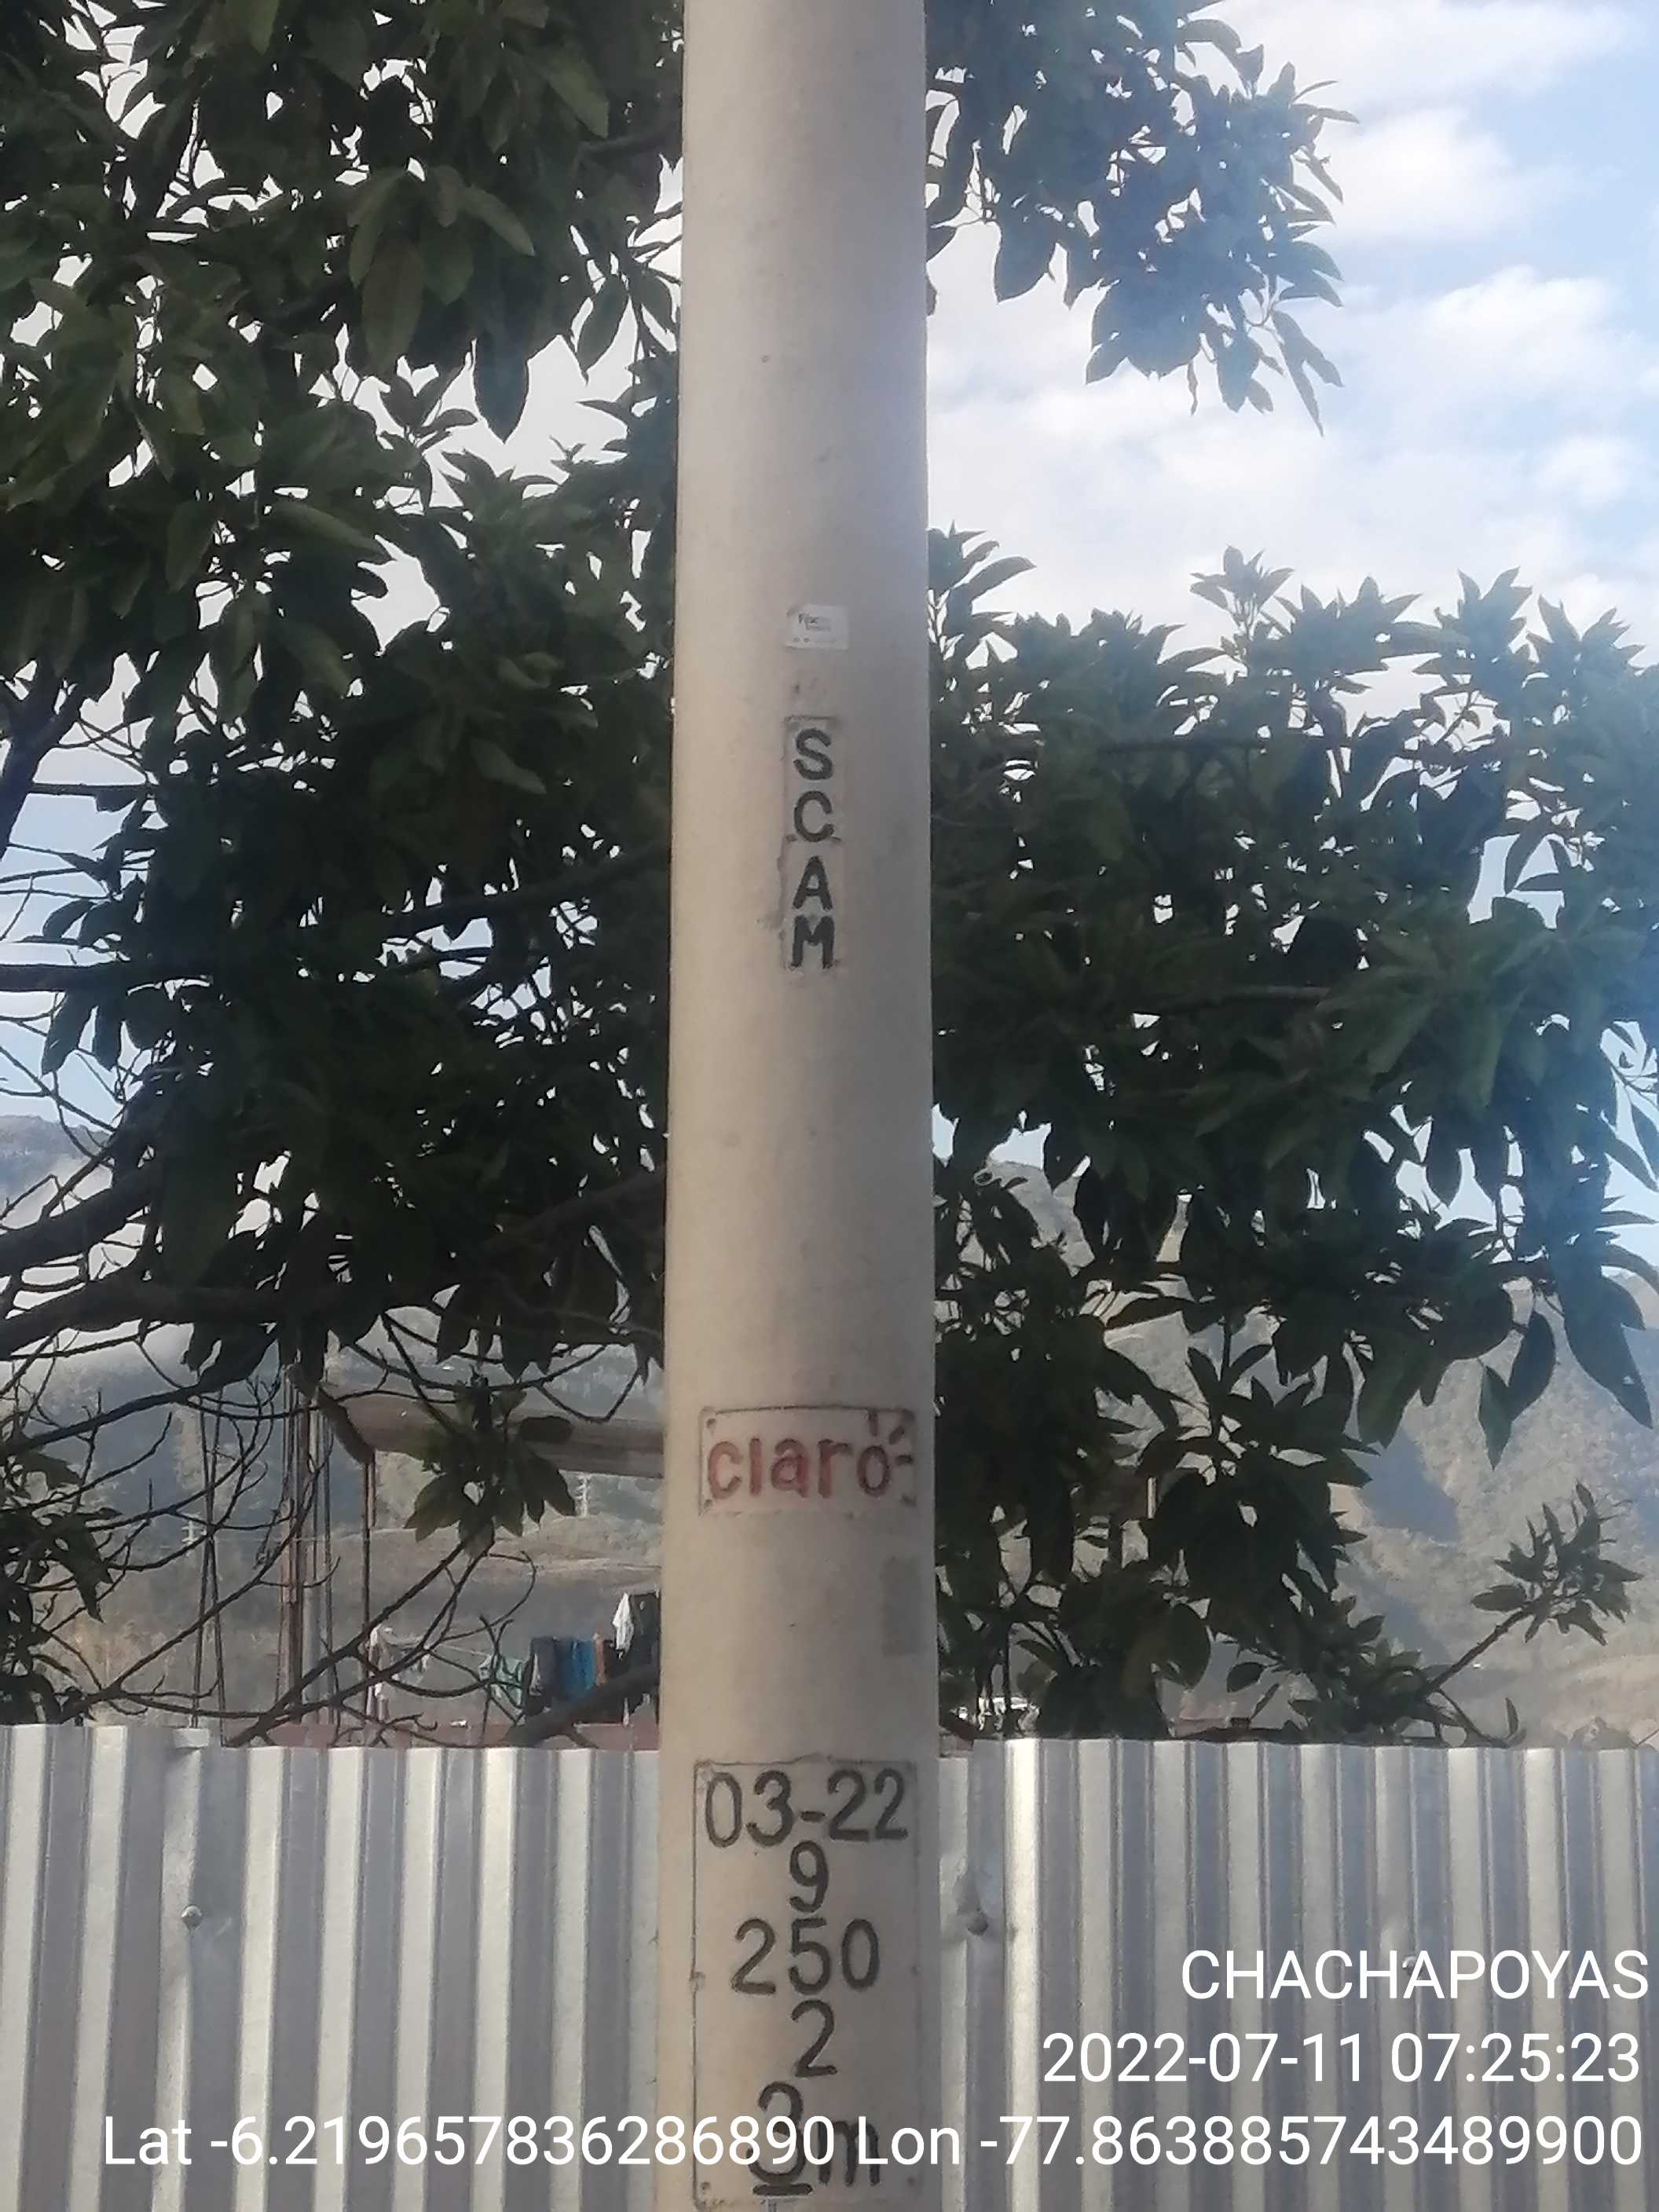 S
C
A
M
claro
03-22
9
250
2
3m
CHACHAPOYAS
2022-07-11 07:25:23
Lat -6.219657836286890 Lon -77.863885743489900